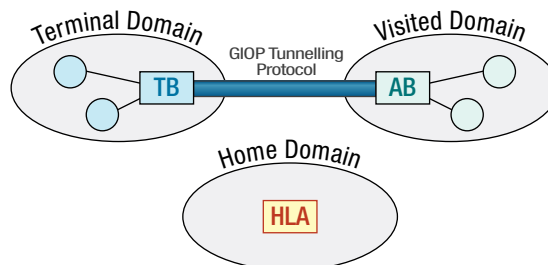 Terminal Domain
GIOP Tunnelling
Protocol
Visited Domain
TB
AB
Home Domain
HLA